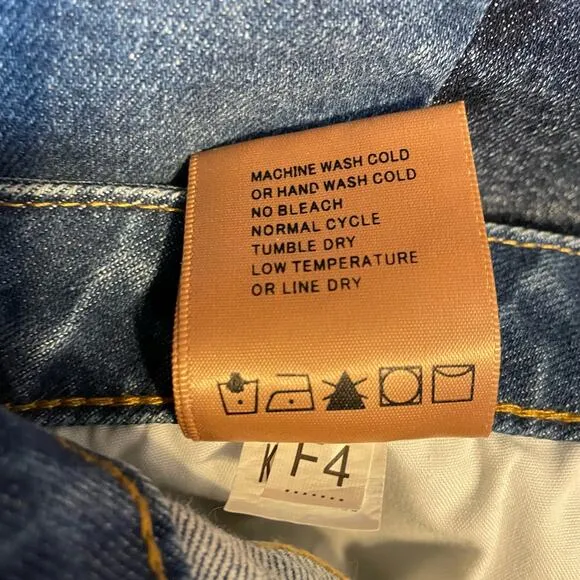 MACHINE WASH COLD
OR HAND WASH COLD
NO BLEACH
NORMAL CYCLE
TUMBLE DRY
LOW TEMPERATURE
OR LINE DRY
F4